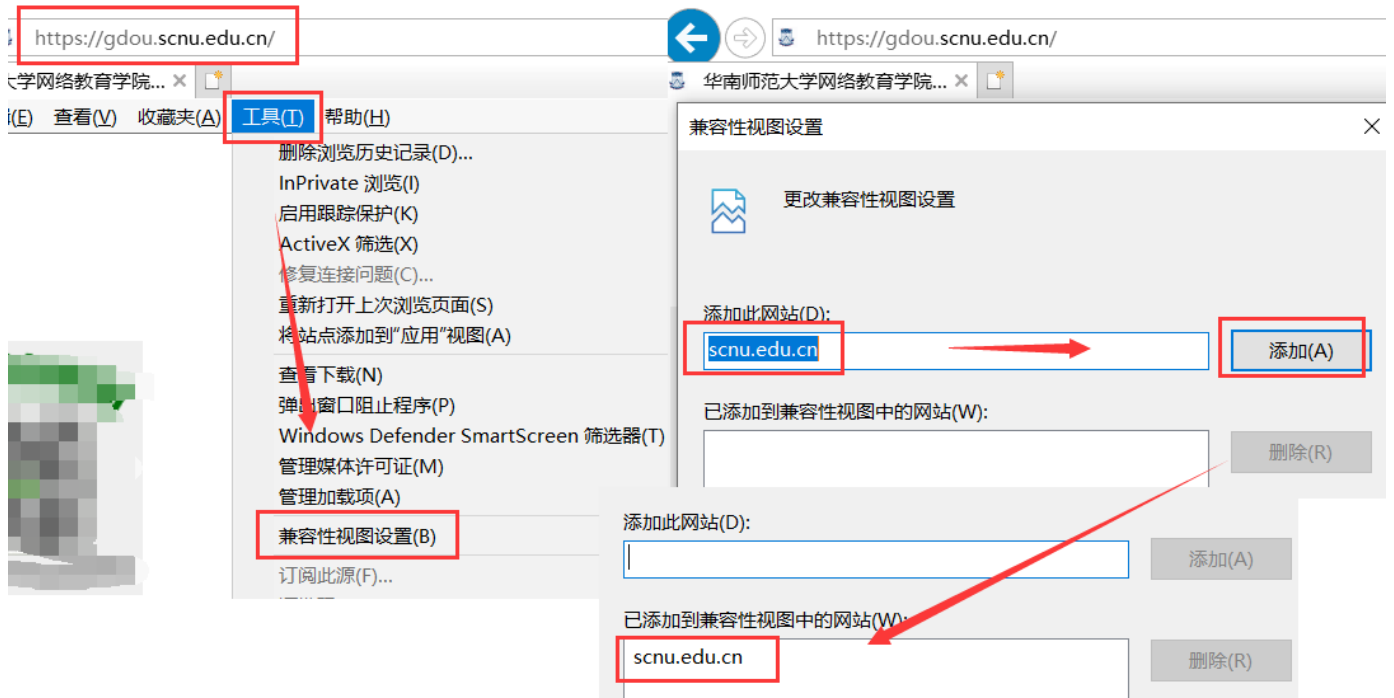 https://gdou.scnu.edu.cn/
大学网络教育学院...
(E) 查看(V) 收藏夹(A) 工具(T) 帮助(H)
删除浏览历史记录(D)...
InPrivate 浏览(I)
启用跟踪保护(K)
ActiveX 筛选(X)
修复连接问题(C)...
重新打开上次浏览页面(S)
将站点添加到“应用”视图(A)
查看下载(N)
弹出窗口阻止程序(P)
Windows Defender SmartScreen 筛选器(T)
管理媒体许可证(M)
管理加载项(A)
兼容性视图设置(B)
订阅此源(F)...
https://gdou.scnu.edu.cn/
华南师范大学网络教育学院...
兼容性视图设置
更改兼容性视图设置
添加此网站(D):
scnu.edu.cn
添加(A)
已添加到兼容性视图中的网站(W):
删除(R)
添加此网站(D):
添加(A)
已添加到兼容性视图中的网站(W):
scnu.edu.cn
删除(R)